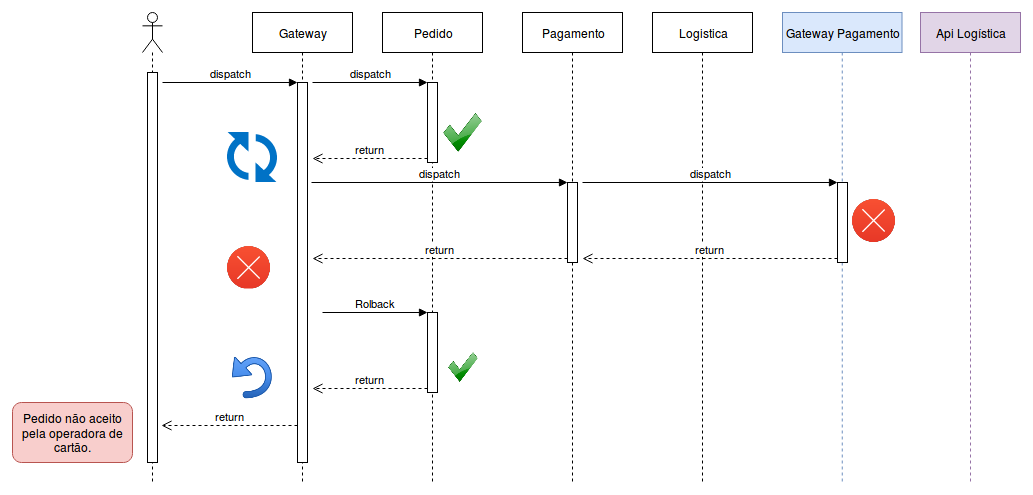 Gateway
Pedido
Pagamento
Logistica
Gateway Pagamento
Api Logística
dispatch
dispatch
return
dispatch
dispatch
return
return
Rolback
return
return
Pedido não aceito
pela operadora de
cartão.